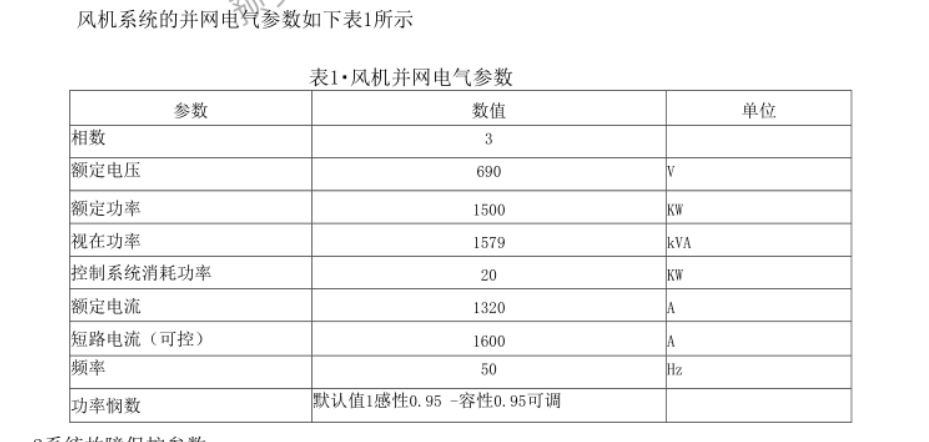 风机系统的并网电气参数如下表1所示
表1·风机并网电气参数
参数 数值 单位
相数 3
额定电压 690 V
额定功率 1500 KW
视在功率 1579 kVA
控制系统消耗功率 20 KW
额定电流 1320 A
短路电流（可控） 1600 A
频率 50 Hz
功率悯数 默认值1感性0.95 -容性0.95可调